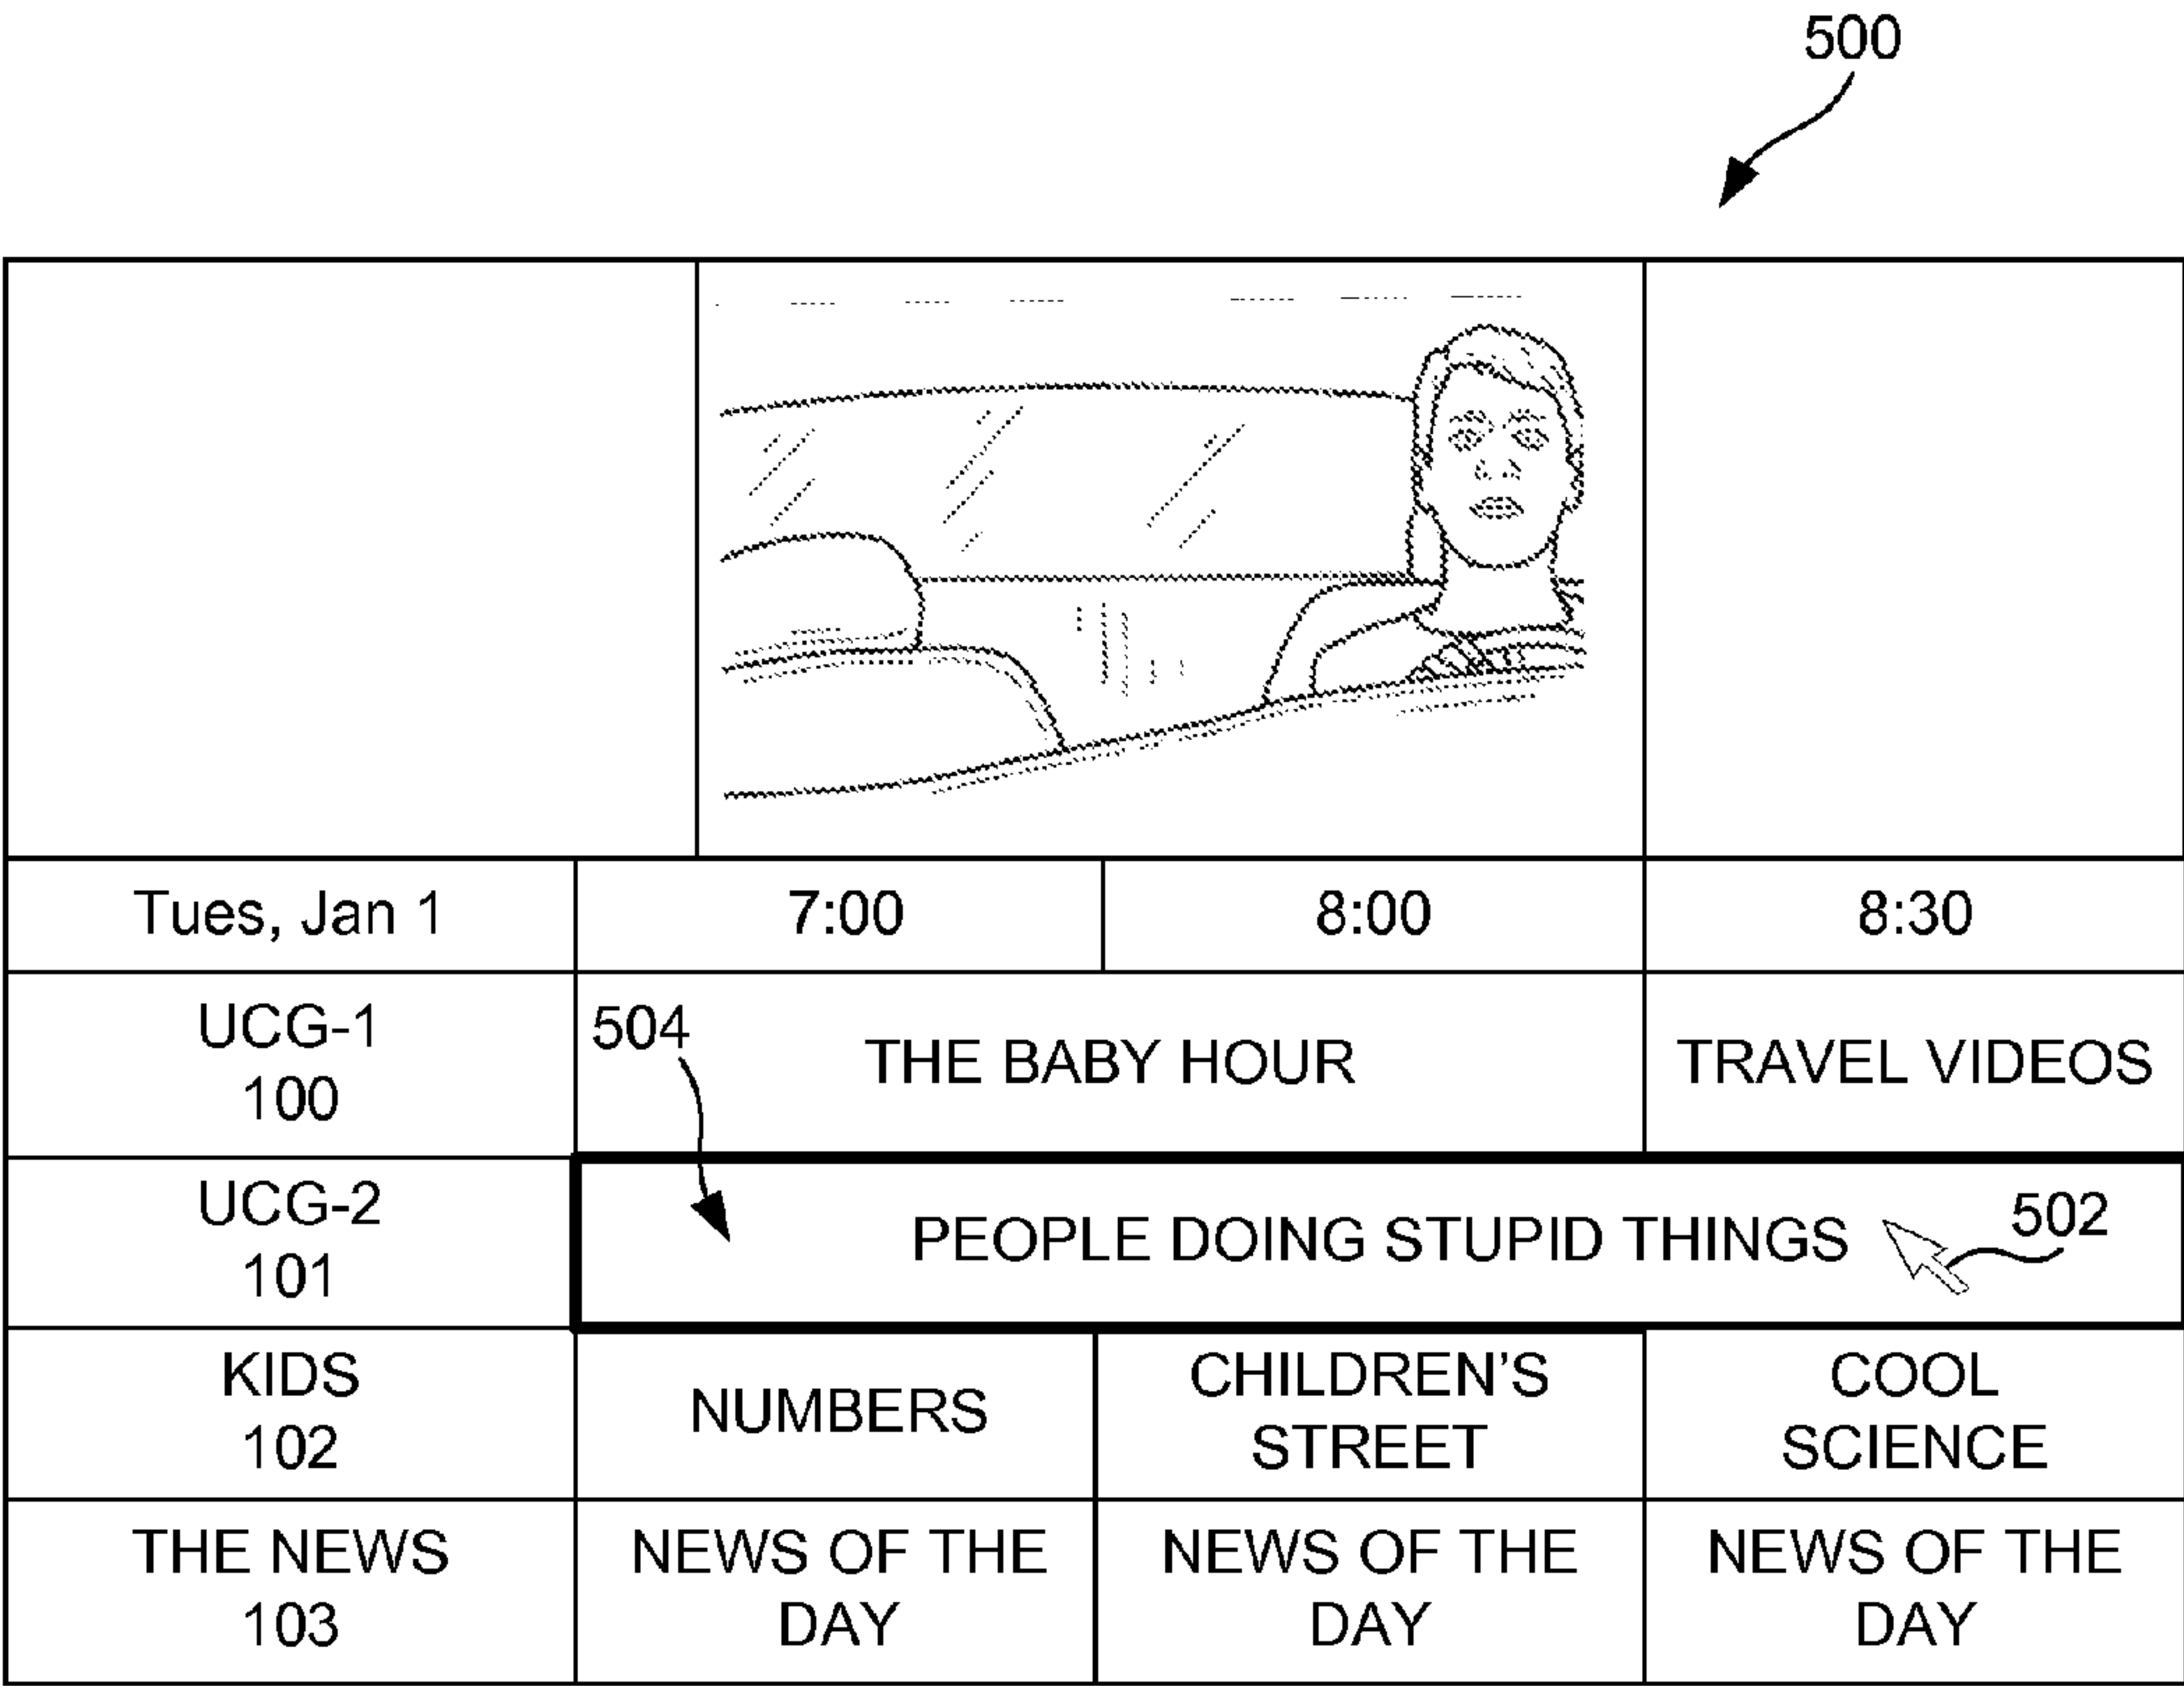 500
Tues, Jan 1
7:00
8:00
8:30
UCG-1
100
504
THE BABY HOUR
TRAVEL VIDEOS
UCG-2
101
PEOPLE DOING STUPID THINGS
502
KIDS
102
NUMBERS
CHILDREN'S
STREET
COOL
SCIENCE
THE NEWS
103
NEWS OF THE
DAY
NEWS OF THE
DAY
NEWS OF THE
DAY